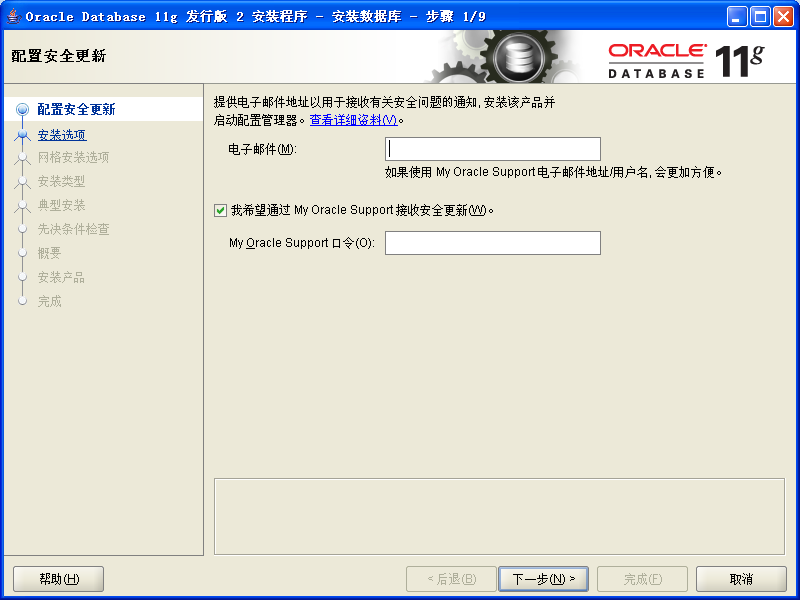 Oracle Database 11g 发行版 2 安装程序 - 安装数据库 - 步骤 1/9
配置安全更新
ORACLE
DATABASE
11g
配置安全更新
安装选项
网格安装选项
安装类型
典型安装
先决条件检查
概要
安装产品
完成
提供电子邮件地址以用于接收有关安全问题的通知, 安装该产品并
启动配置管理器。查看详细资料(V)。
电子邮件(M):
如果使用 My Oracle Support 电子邮件地址/用户名, 会更加方便。
我希望通过 My Oracle Support 接收安全更新(W)。
My Oracle Support 口令(O):
帮助(H)
< 后退(B)
下一步(N) >
完成(F)
取消